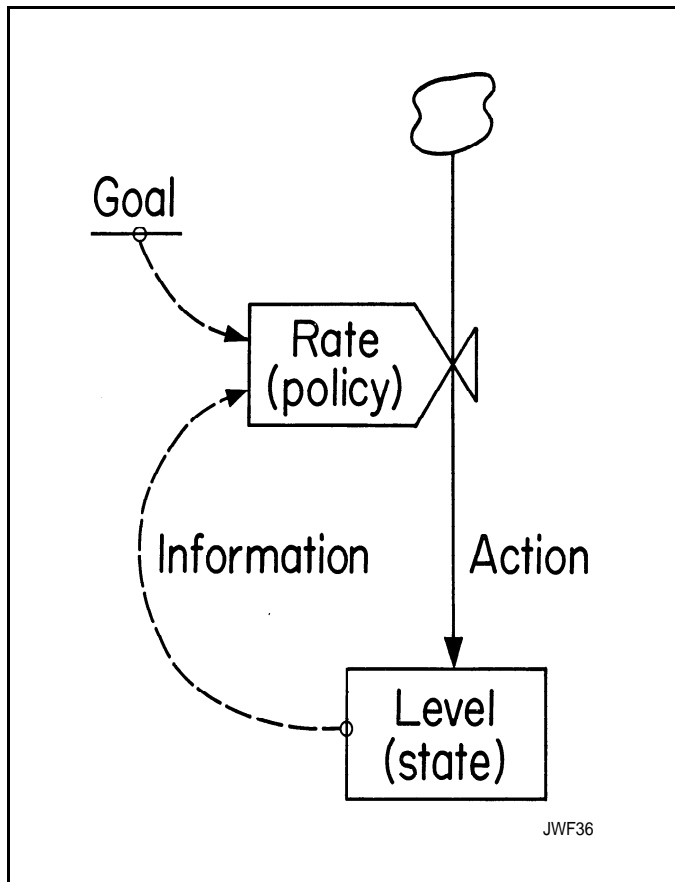 Goal
Rate
(policy)
Information
Action
Level
(state)
JWF36